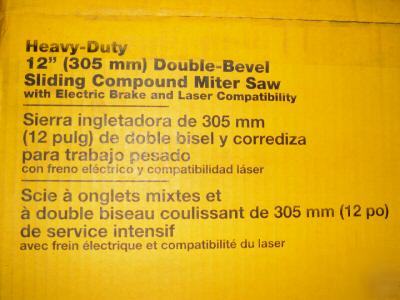 Heavy-Duty
12” (305 mm) Double-Bevel
Sliding Compound Miter Saw
with Electric Brake and Laser Compatibility
Sierra ingletadora de 305 mm
(12 pulg) de doble bisel y corrediza
para trabajo pesado
con freno eléctrico y compatibilidad láser
Scie à onglets mixtes et
à double biseau coulissant de 305 mm (12 po)
de service intensif
avec frein électrique et compatibilité du laser